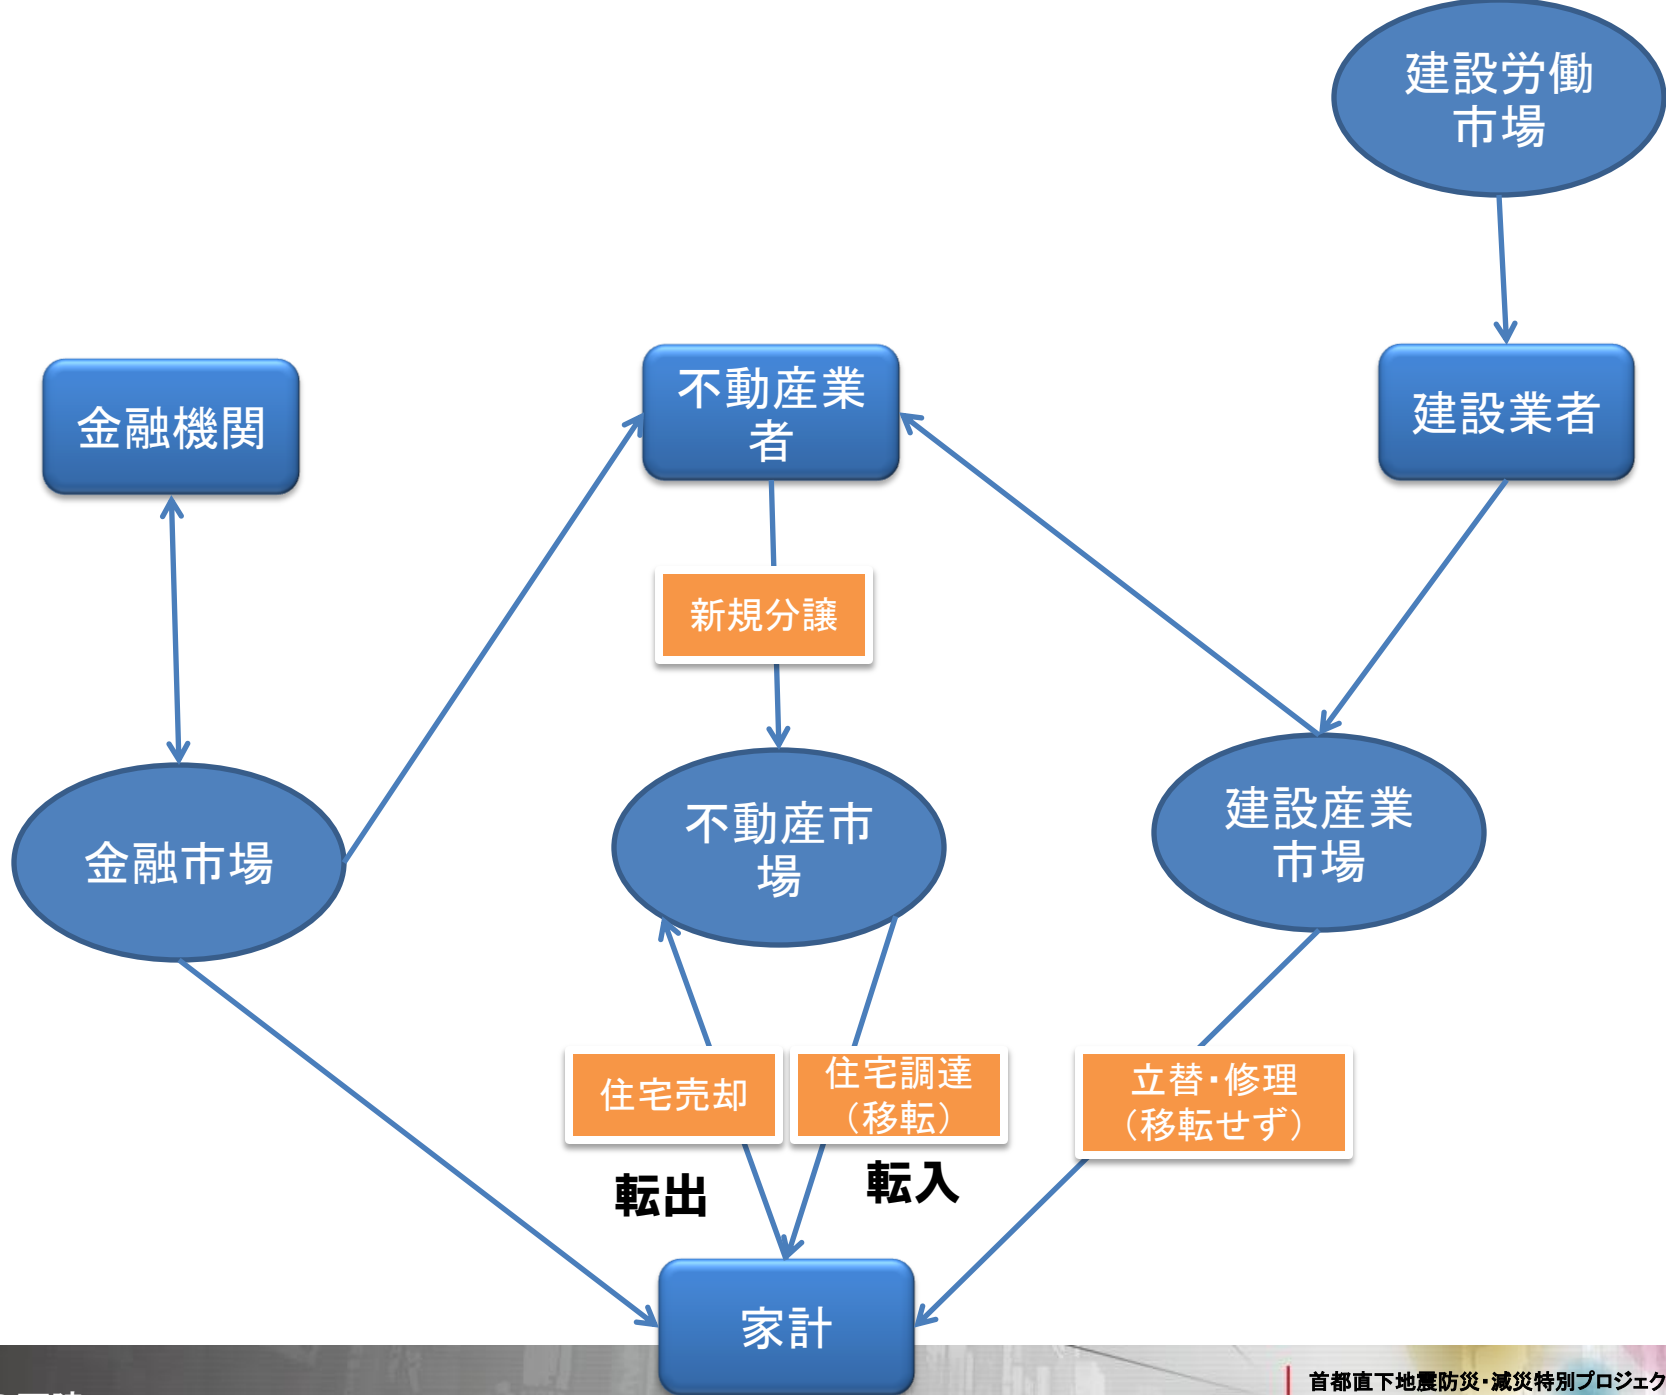 建設労働
市場
金融機関
不動産業
者
建設業者
新規分譲
金融市場
不動産市
場
建設産業
市場
住宅売却
住宅調達
（移転）
立替・修理
（移転せず）
転出
転入
家計
首都直下地震防災・減災特別プロジェク